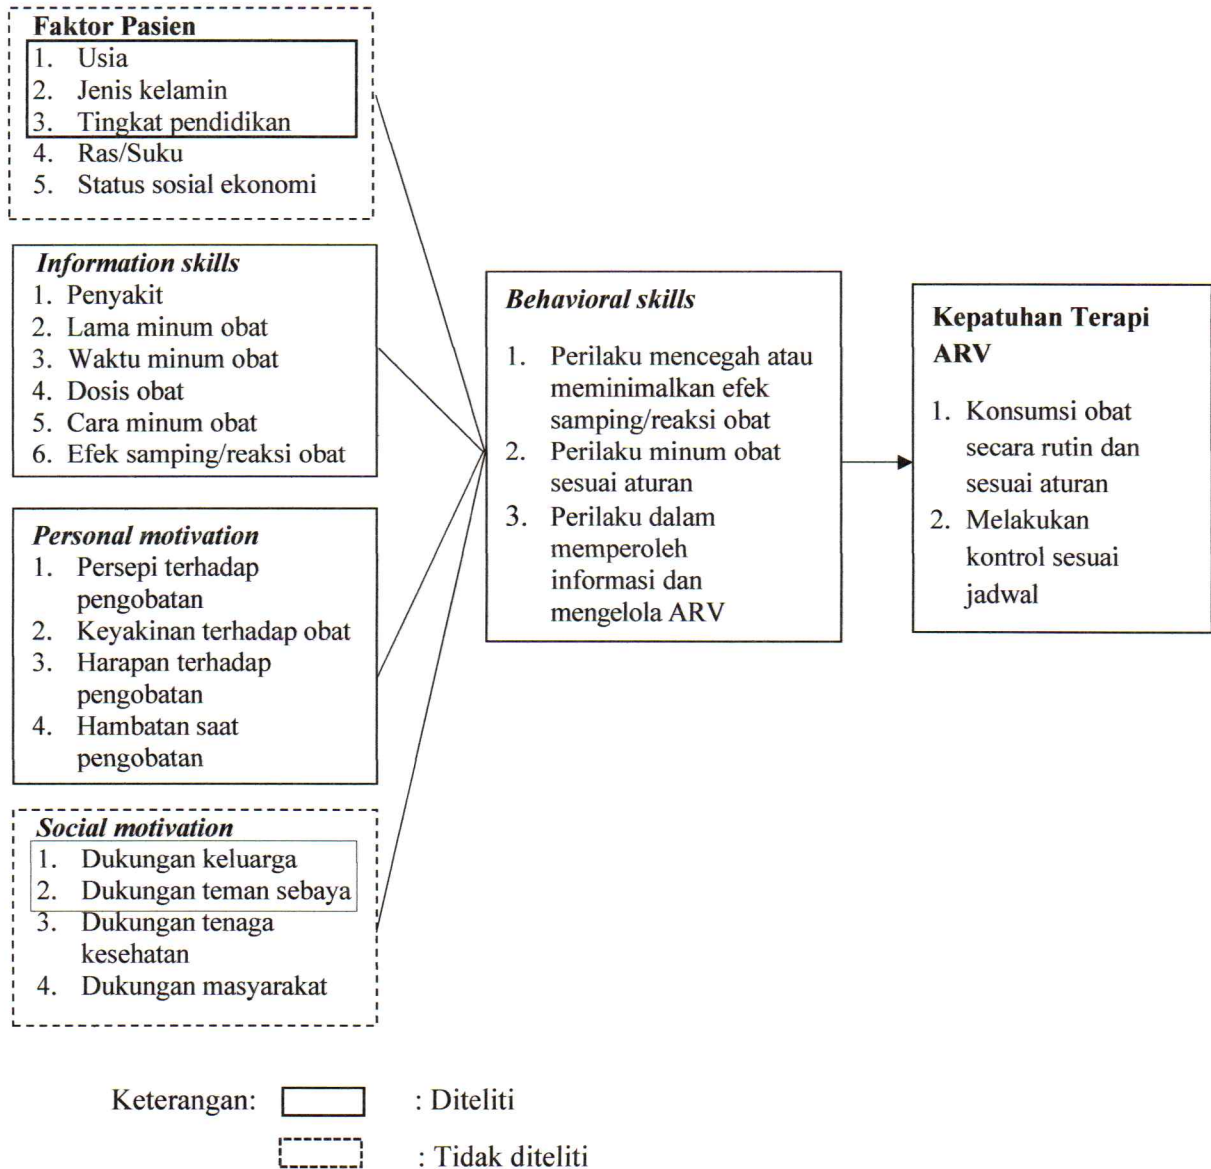 Faktor Pasien
1. Usia
2. Jenis kelamin
3. Tingkat pendidikan
4. Ras/Suku
5. Status sosial ekonomi
Information skills
1. Penyakit
2. Lama minum obat
3. Waktu minum obat
4. Dosis obat
5. Cara minum obat
6. Efek samping/reaksi obat
Personal motivation
1. Persepi terhadap
pengobatan
2. Keyakinan terhadap obat
3. Harapan terhadap
pengobatan
4. Hambatan saat
pengobatan
Social motivation
1. Dukungan keluarga
2. Dukungan teman sebaya
3. Dukungan tenaga
kesehatan
4. Dukungan masyarakat
Behavioral skills
1. Perilaku mencegah atau
meminimalkan efek
samping/reaksi obat
2. Perilaku minum obat
sesuai aturan
3. Perilaku dalam
memperoleh
informasi dan
mengelola ARV
Kepatuhan Terapi
ARV
1. Konsumsi obat
secara rutin dan
sesuai aturan
2. Melakukan
kontrol sesuai
jadwal
Keterangan: : Diteliti
: Tidak diteliti